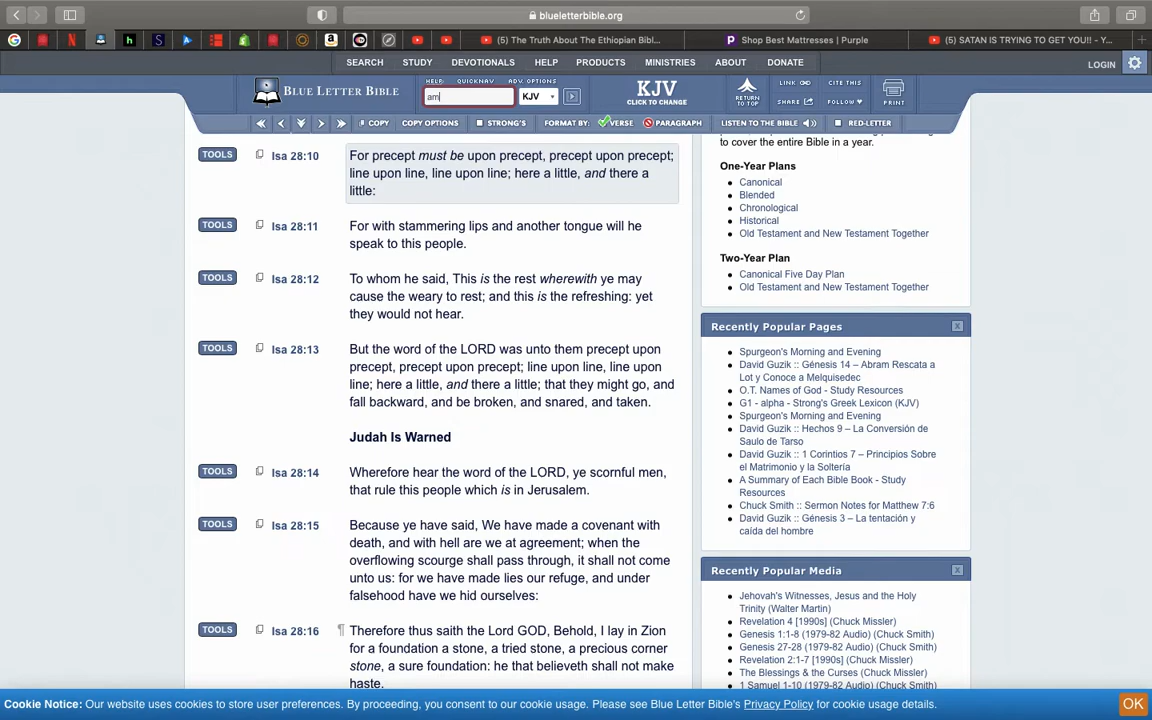 blueletterbible.org
(5) The Truth About The Ethiopian Bibl...
Shop Best Mattresses | Purple
(5) SATAN IS TRYING TO GET YOU!! - Y...
SEARCH STUDY DEVOTIONALS HELP PRODUCTS MINISTRIES ABOUT DONATE
LOGIN
HELP: QUICKNAV ADV. OPTIONS
BLUE LETTER BIBLE
am
KJV
KJV
CLICK TO CHANGE
RETURN
TO TOP
LINK CITE THIS
SHARE FOLLOW
PRINT
COPY COPY OPTIONS STRONG'S FORMAT BY: VERSE PARAGRAPH LISTEN TO THE BIBLE RED-LETTER
TOOLS Isa 28:10 For precept must be upon precept, precept upon precept;
line upon line, line upon line; here a little, and there a
little:
TOOLS Isa 28:11 For with stammering lips and another tongue will he
speak to this people.
TOOLS Isa 28:12 To whom he said, This is the rest wherewith ye may
cause the weary to rest; and this is the refreshing: yet
they would not hear.
TOOLS Isa 28:13 But the word of the LORD was unto them precept upon
precept, precept upon precept; line upon line, line upon
line; here a little, and there a little; that they might go, and
fall backward, and be broken, and snared, and taken.
Judah Is Warned
TOOLS Isa 28:14 Wherefore hear the word of the LORD, ye scornful men,
that rule this people which is in Jerusalem.
TOOLS Isa 28:15 Because ye have said, We have made a covenant with
death, and with hell are we at agreement; when the
overflowing scourge shall pass through, it shall not come
unto us: for we have made lies our refuge, and under
falsehood have we hid ourselves:
TOOLS Isa 28:16 ¶ Therefore thus saith the Lord GOD, Behold, I lay in Zion
for a foundation a stone, a tried stone, a precious corner
stone, a sure foundation: he that believeth shall not make
haste.
to cover the entire Bible in a year.
One-Year Plans
Canonical
Blended
Chronological
Historical
Old Testament and New Testament Together
Two-Year Plan
Canonical Five Day Plan
Old Testament and New Testament Together
Recently Popular Pages X
Spurgeon's Morning and Evening
David Guzik :: Génesis 14 – Abram Rescata a
Lot y Conoce a Melquisedec
O.T. Names of God - Study Resources
G1 - alpha - Strong's Greek Lexicon (KJV)
Spurgeon's Morning and Evening
David Guzik :: Hechos 9 – La Conversión de
Saulo de Tarso
David Guzik :: 1 Corintios 7 – Principios Sobre
el Matrimonio y la Soltería
A Summary of Each Bible Book - Study
Resources
Chuck Smith :: Sermon Notes for Matthew 7:6
David Guzik :: Génesis 3 – La tentación y
caída del hombre
Recently Popular Media X
Jehovah's Witnesses, Jesus and the Holy
Trinity (Walter Martin)
Revelation 4 [1990s] (Chuck Missler)
Genesis 1:1-8 (1979-82 Audio) (Chuck Smith)
Genesis 27-28 (1979-82 Audio) (Chuck Smith)
Revelation 2:1-7 [1990s] (Chuck Missler)
The Blessings & the Curses (Chuck Missler)
1 Samuel 1-10 (1979-82 Audio) (Chuck Smith)
Cookie Notice: Our website uses cookies to store user preferences. By proceeding, you consent to our cookie usage. Please see Blue Letter Bible's Privacy Policy for cookie usage details.
OK